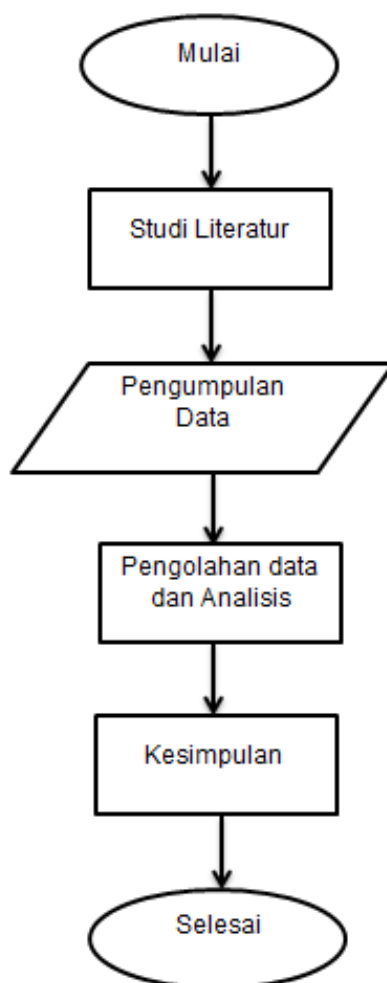 Mulai
Studi Literatur
Pengumpulan
Data
Pengolahan data
dan Analisis
Kesimpulan
Selesai